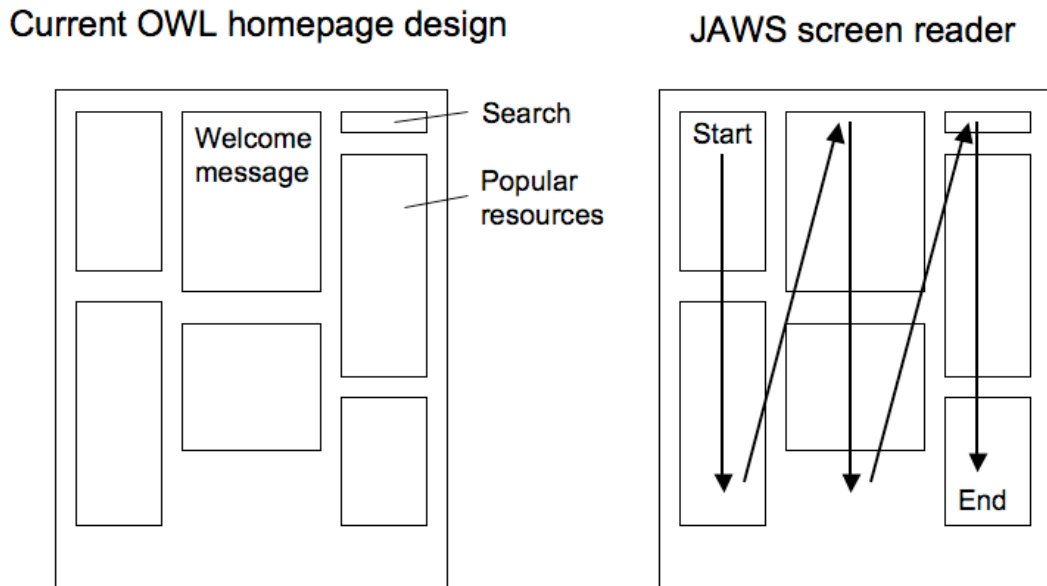 Current OWL homepage design
JAWS screen reader
Welcome
message
Search
Popular
resources
Start
End